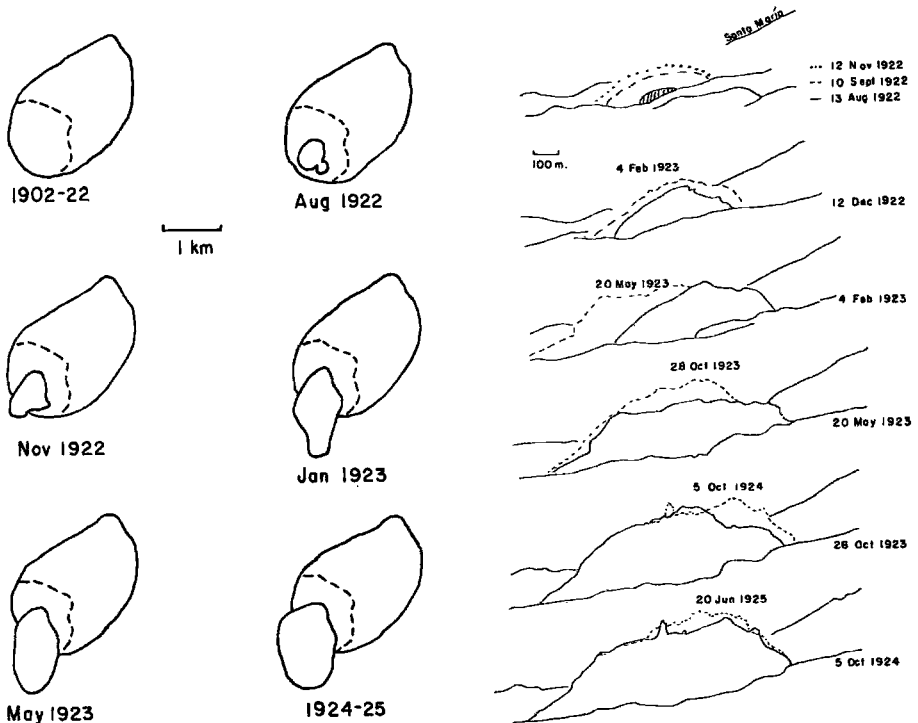 1902-22
Aug 1922
1 km
Nov 1922
Jan 1923
May 1923
1924-25
Santa María
12 Nov 1922
10 Sept 1922
13 Aug 1922
100 m.
4 Feb 1923
12 Dec 1922
20 May 1923
4 Feb 1923
28 Oct 1923
20 May 1923
5 Oct 1924
28 Oct 1923
20 Jun 1925
5 Oct 1924